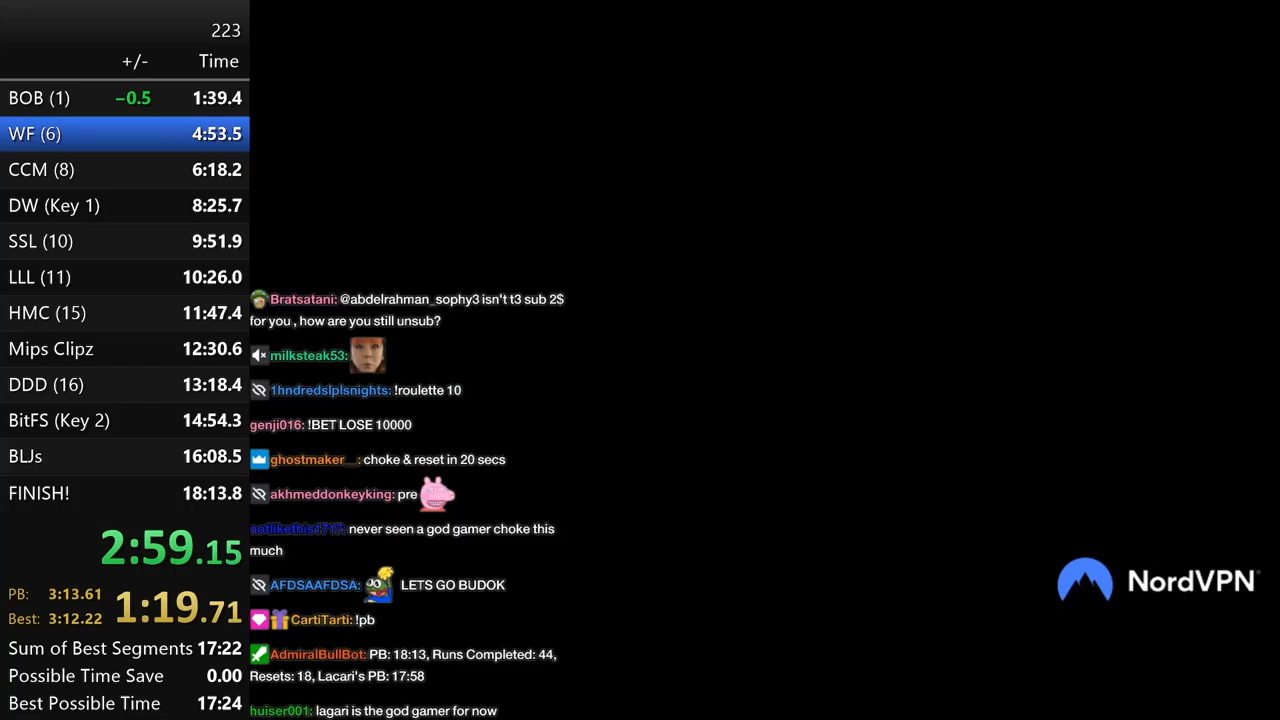 223
+/- Time
BOB (1) −0.5 1:39.4
WF (6) 4:53.5
CCM (8) 6:18.2
DW (Key 1) 8:25.7
SSL (10) 9:51.9
LLL (11) 10:26.0
HMC (15) 11:47.4
Mips Clipz 12:30.6
DDD (16) 13:18.4
BitFS (Key 2) 14:54.3
BLJs 16:08.5
FINISH! 18:13.8
2:59.15
PB: 3:13.61
Best: 3:12.22
1:19.71
Sum of Best Segments 17:22
Possible Time Save 0.00
Best Possible Time 17:24
Bratsatani: @abdelrahman_sophy3 isn't t3 sub 2$
for you , how are you still unsub?
milksteak53:
1hndredslplsnights: !roulette 10
genji016: !BET LOSE 10000
ghostmaker__: choke & reset in 20 secs
akhmeddonkeyking: pre
notlikethis1717: never seen a god gamer choke this
much
AFDSAAFDSA: LETS GO BUDOK
CartiTarti: !pb
AdmiralBullBot: PB: 18:13, Runs Completed: 44,
Resets: 18, Lacari's PB: 17:58
huiser001: lagari is the god gamer for now
NordVPN